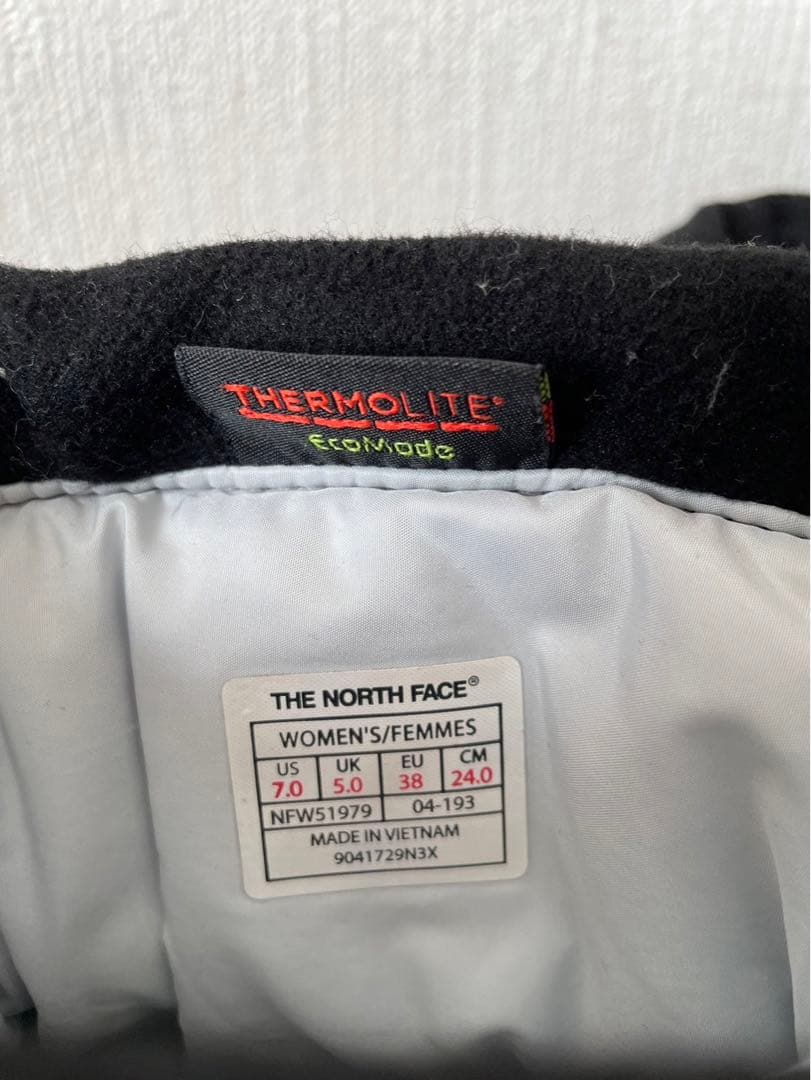 THERMOLITE®
EcoMade
THE NORTH FACE®
WOMEN'S/FEMMES
US UK EU CM
7.0 5.0 38 24.0
NFW51979 04-193
MADE IN VIETNAM
9041729N3X